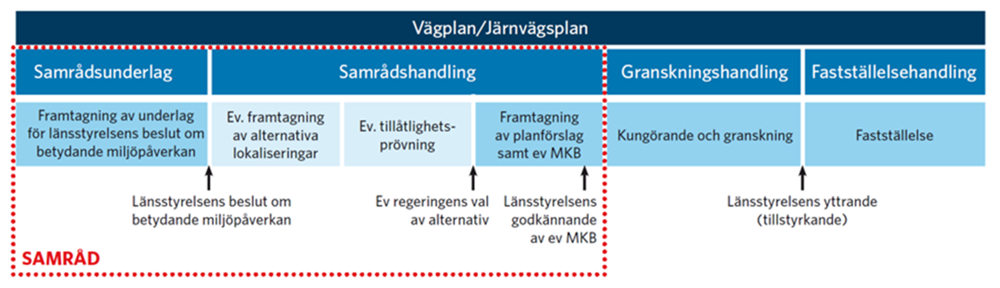 Vägplan/Järnvägsplan
Samrådsunderlag
Samrådshandling
Granskningshandling
Fastställelsehandling
Framtagning av underlag
för länsstyrelsens beslut om
betydande miljöpåverkan
Ev. framtagning
av alternativa
lokaliseringar
Ev. tillåtlighets-
prövning
Framtagning
av planförslag
samt ev MKB
Kungörande och granskning
Fastställelse
Länsstyrelsens beslut om
betydande miljöpåverkan
Ev regeringens val
av alternativ
Länsstyrelsens
godkännande
av ev MKB
Länsstyrelsens yttrande
(tillstyrkande)
SAMRÅD